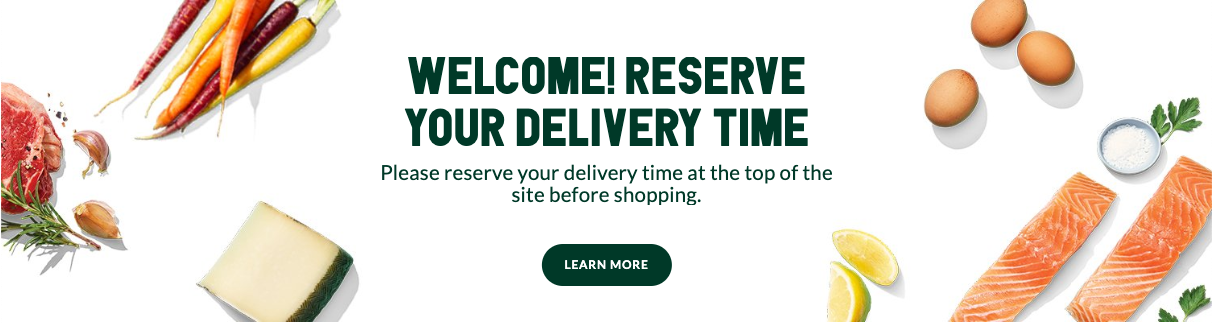 WELCOME! RESERVE
YOUR DELIVERY TIME
Please reserve your delivery time at the top of the
site before shopping.
LEARN MORE